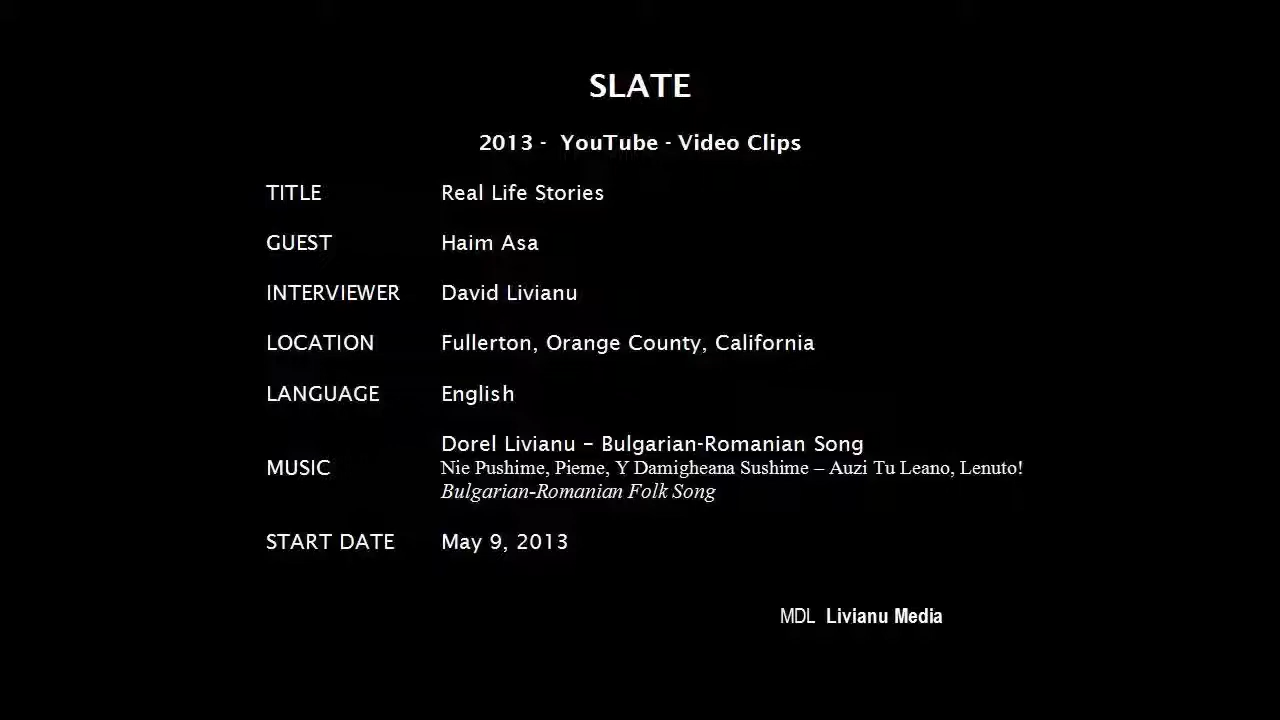 SLATE
2013 -  YouTube - Video Clips
TITLE Real Life Stories
GUEST Haim Asa
INTERVIEWER David Livianu
LOCATION Fullerton, Orange County, California
LANGUAGE English
Dorel Livianu – Bulgarian-Romanian Song
MUSIC Nie Pushime, Pieme, Y Damigheana Sushime – Auzi Tu Leano, Lenuto!
Bulgarian-Romanian Folk Song
START DATE May 9, 2013
MDL Livianu Media